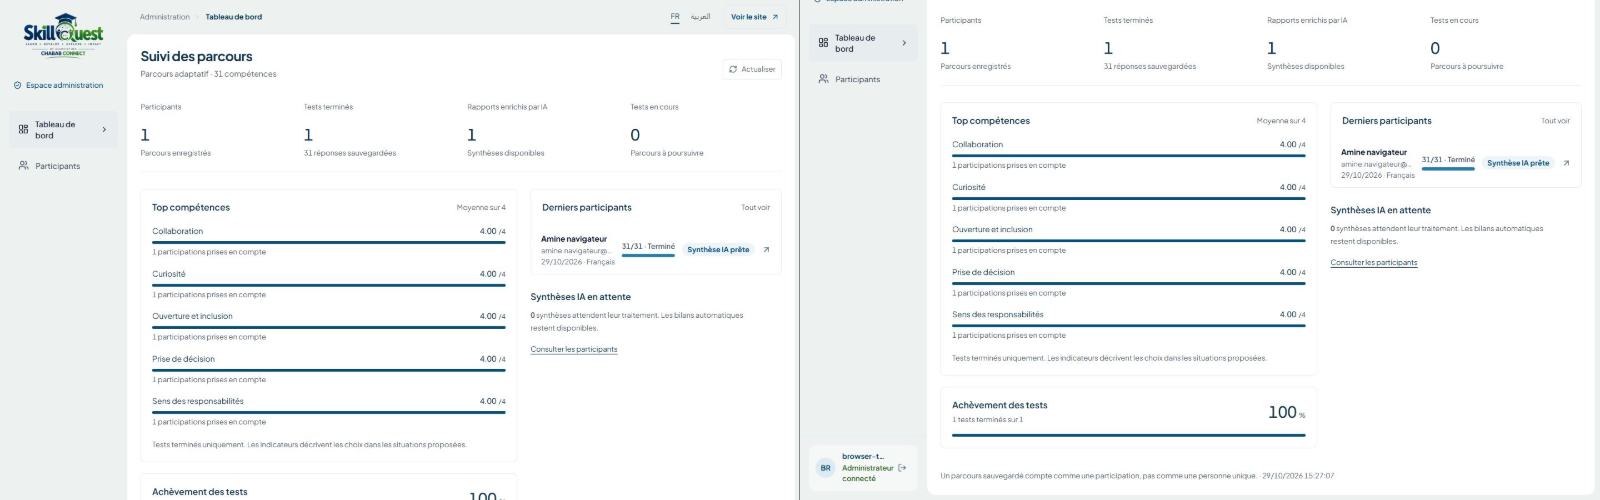 SkillQuest
CHABAB CONNECT
Espace administration
Tableau de
bord
Participants
Administration › Tableau de bord
FR العربية Voir le site
Suivi des parcours
Parcours adaptatif · 31 compétences
Actualiser
Participants Tests terminés Rapports enrichis par IA Tests en cours
1 1 1 0
Parcours enregistrés 31 réponses sauvegardées Synthèses disponibles Parcours à poursuivre
Top compétences Moyenne sur 4
Collaboration 4.00 /4
1 participations prises en compte
Curiosité 4.00 /4
1 participations prises en compte
Ouverture et inclusion 4.00 /4
1 participations prises en compte
Prise de décision 4.00 /4
1 participations prises en compte
Sens des responsabilités 4.00 /4
1 participations prises en compte
Tests terminés uniquement. Les indicateurs décrivent les choix dans les situations proposées.
Achèvement des tests 100 %
Derniers participants Tout voir
Amine navigateur
amine.navigateur@...
29/10/2026 · Français
31/31 · Terminé
Synthèse IA prête
Synthèses IA en attente
0 synthèses attendent leur traitement. Les bilans automatiques
restent disponibles.
Consulter les participants
Espace administration
Tableau de
bord
Participants
BR
browser-t...
Administrateur
connecté
Participants Tests terminés Rapports enrichis par IA Tests en cours
1 1 1 0
Parcours enregistrés 31 réponses sauvegardées Synthèses disponibles Parcours à poursuivre
Top compétences Moyenne sur 4
Collaboration 4.00 /4
1 participations prises en compte
Curiosité 4.00 /4
1 participations prises en compte
Ouverture et inclusion 4.00 /4
1 participations prises en compte
Prise de décision 4.00 /4
1 participations prises en compte
Sens des responsabilités 4.00 /4
1 participations prises en compte
Tests terminés uniquement. Les indicateurs décrivent les choix dans les situations proposées.
Achèvement des tests 100 %
1 tests terminés sur 1
Derniers participants Tout voir
Amine navigateur
amine.navigateur@...
29/10/2026 · Français
31/31 · Terminé
Synthèse IA prête
Synthèses IA en attente
0 synthèses attendent leur traitement. Les bilans automatiques
restent disponibles.
Consulter les participants
Un parcours sauvegardé compte comme une participation, pas comme une personne unique. · 29/10/2026 15:27:07